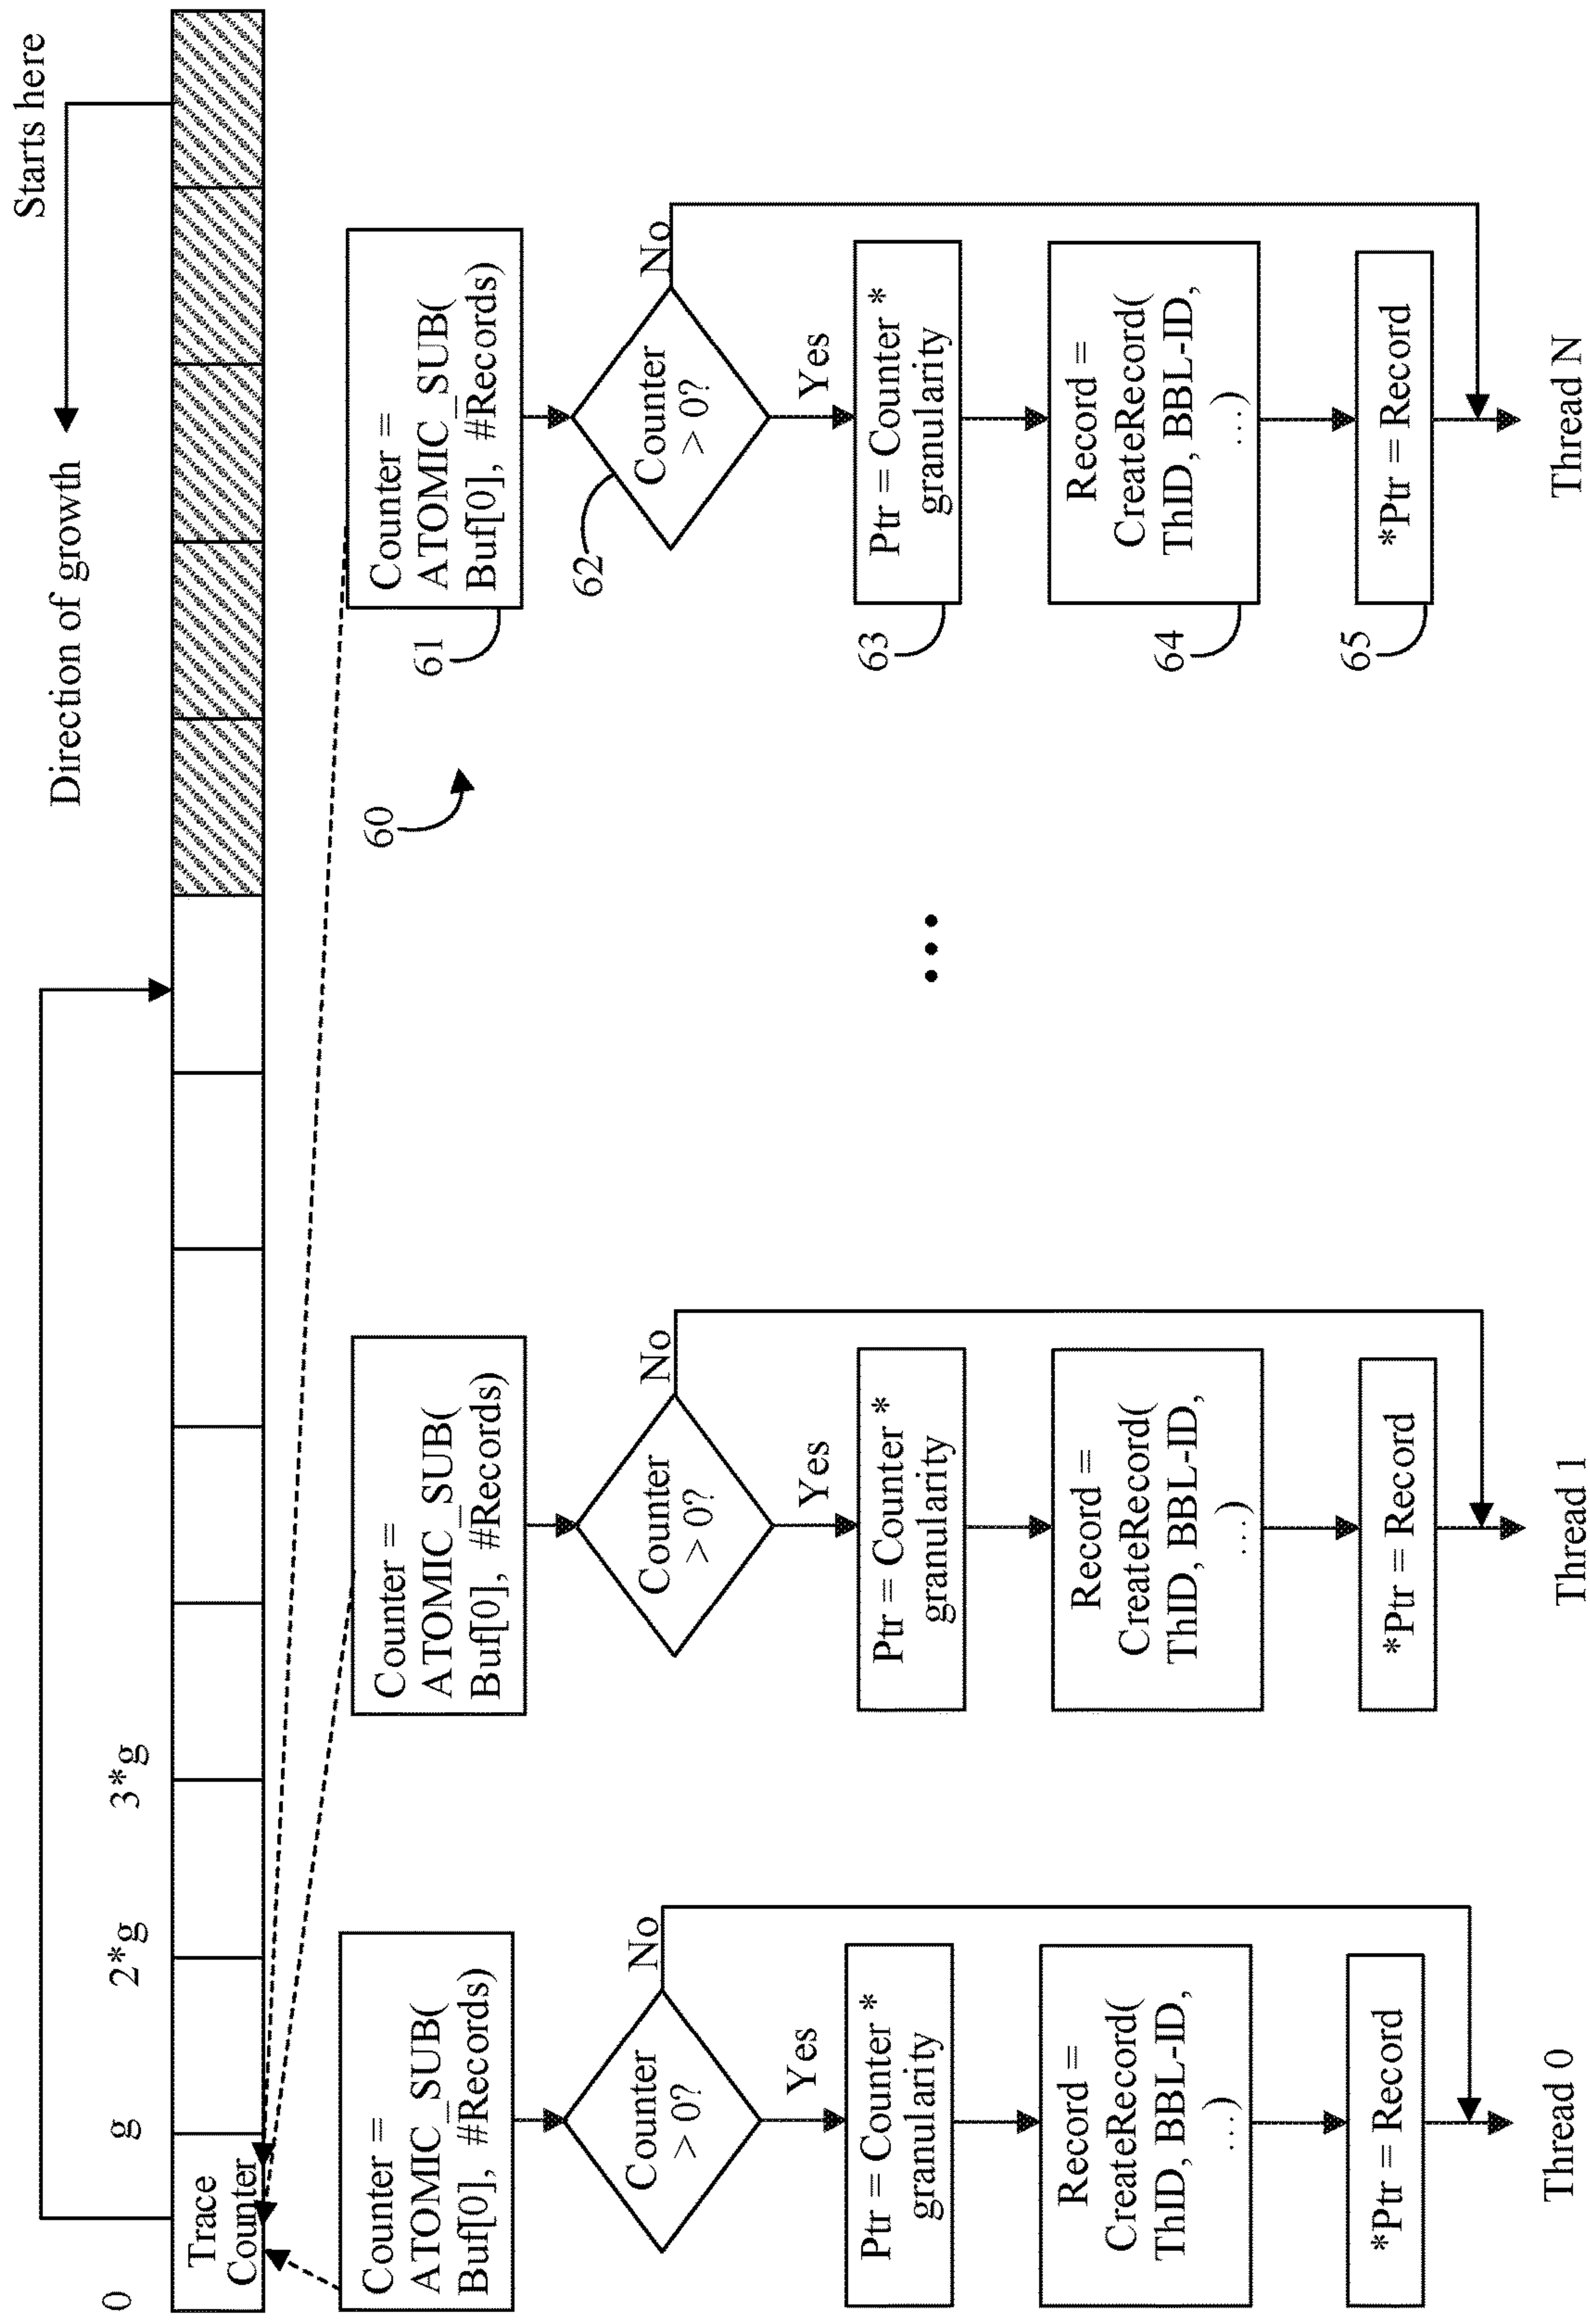 Starts here
Direction of growth
0
g
2*g
3*g
Trace
Counter
60
Counter =
ATOMIC_SUB(
Buf[0], #Records)
Counter
> 0?
No
Yes
Ptr = Counter *
granularity
Record =
CreateRecord(
ThID, BBL-ID,
...)
*Ptr = Record
Thread 0
Counter =
ATOMIC_SUB(
Buf[0], #Records)
Counter
> 0?
No
Yes
Ptr = Counter *
granularity
Record =
CreateRecord(
ThID, BBL-ID,
...)
*Ptr = Record
Thread 1
...
61
Counter =
ATOMIC_SUB(
Buf[0], #Records)
62
Counter
> 0?
No
Yes
63
Ptr = Counter *
granularity
64
Record =
CreateRecord(
ThID, BBL-ID,
...)
65
*Ptr = Record
Thread N